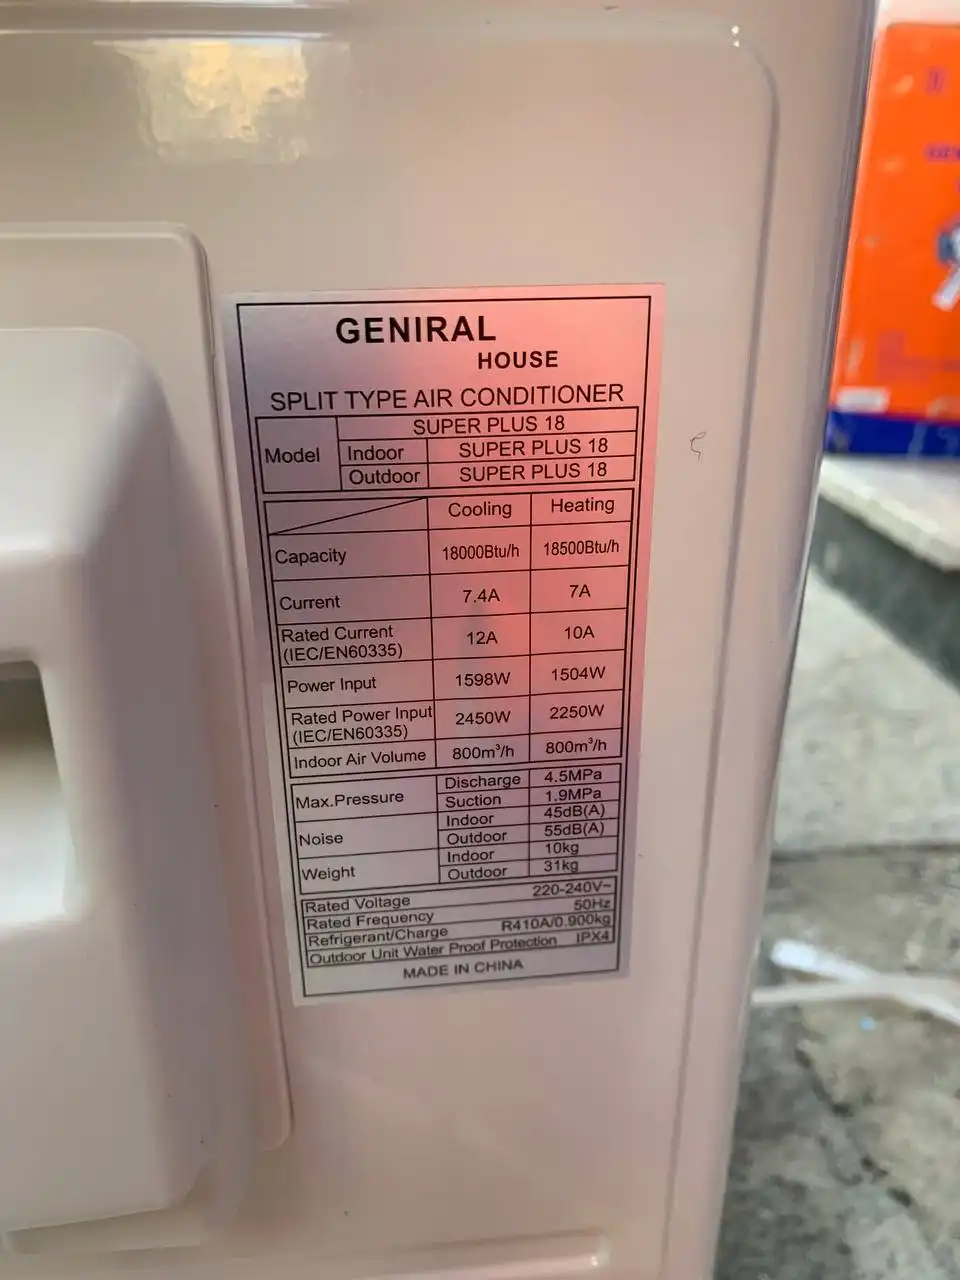 GENIRAL
HOUSE
SPLIT TYPE AIR CONDITIONER
Model SUPER PLUS 18
Indoor SUPER PLUS 18
Outdoor SUPER PLUS 18
Cooling Heating
Capacity 18000Btu/h 18500Btu/h
Current 7.4A 7A
Rated Current (IEC/EN60335) 12A 10A
Power Input 1598W 1504W
Rated Power Input (IEC/EN60335) 2450W 2250W
Indoor Air Volume 800m³/h 800m³/h
Max.Pressure Discharge 4.5MPa
Suction 1.9MPa
Noise Indoor 45dB(A)
Outdoor 55dB(A)
Weight Indoor 10kg
Outdoor 31kg
Rated Voltage 220-240V~
Rated Frequency 50Hz
Refrigerant/Charge R410A/0.900kg
Outdoor Unit Water Proof Protection IPX4
MADE IN CHINA